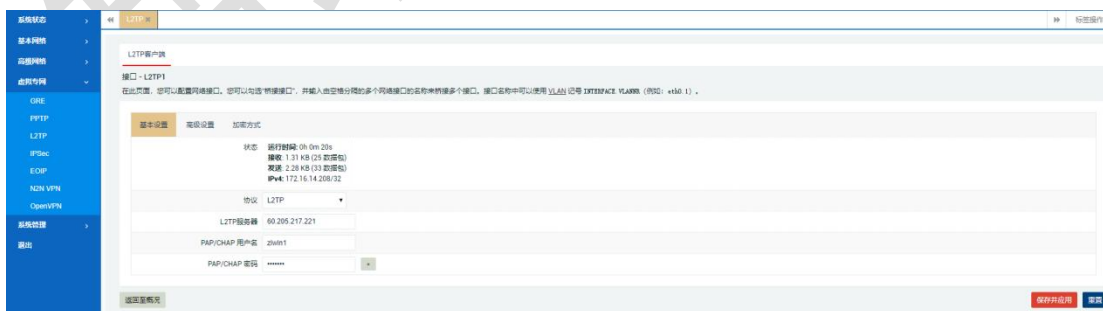 系统状态
基本网络
高级网络
虚拟专网
GRE
PPTP
L2TP
IPSec
EOIP
N2N VPN
OpenVPN
系统管理
退出
L2TP
标签操作
L2TP客户端
接口 - L2TP1
在此页面，您可以配置网络接口。您可以勾选“桥接接口”，并输入由空格分隔的多个网络接口的名称来桥接多个接口。接口名称中可以使用 VLAN 记号 INTERFACE.VLANNR（例如：eth0.1）。
基本设置 高级设置 加密方式
状态 运行时间: 0h 0m 20s
接收: 1.31 KB (25 数据包)
发送: 2.28 KB (33 数据包)
IPv4: 172.16.14.208/32
协议 L2TP
L2TP服务器 60.205.217.221
PAP/CHAP 用户名 ziwin1
PAP/CHAP 密码 •••••••
返回至概况 保存并应用 重置